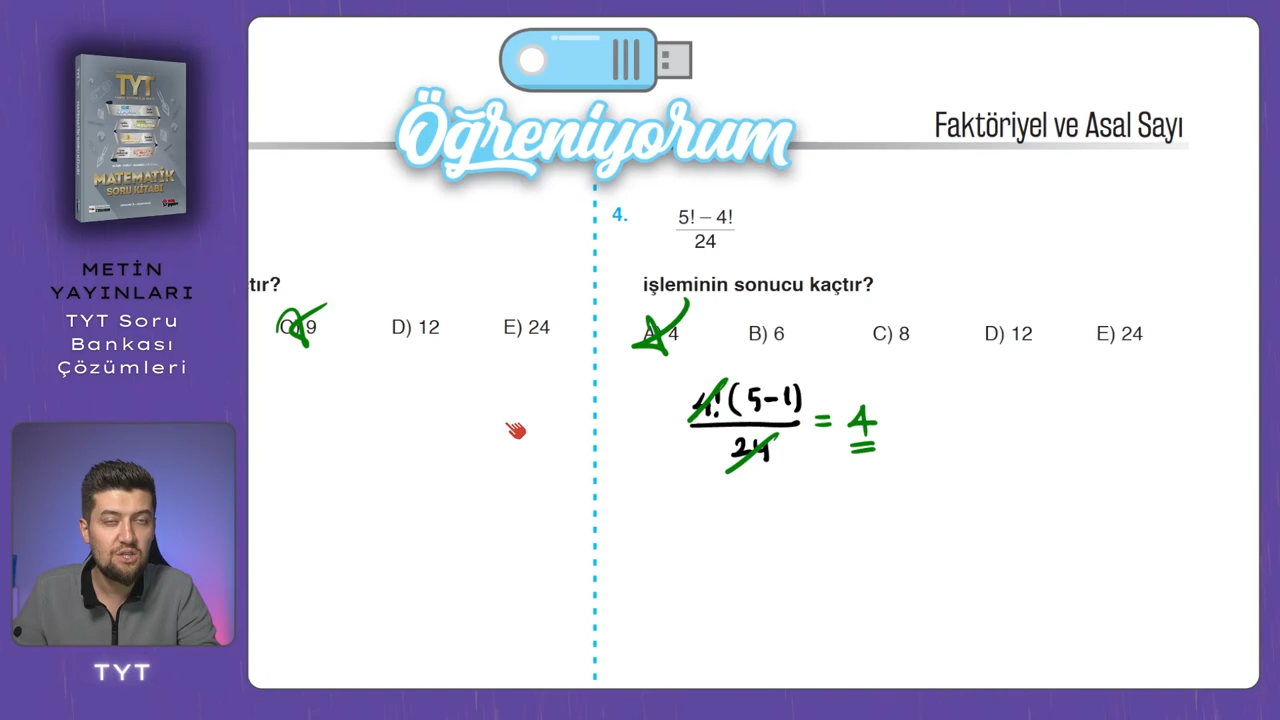 TYT
MATEMATİK
SORU KİTABI
METİN
YAYINLARI
TYT Soru
Bankası
Çözümleri
TYT
Öğreniyorum
Faktöriyel ve Asal Sayı
tır?
C) 9 D) 12 E) 24
4.
5! – 4!
24
işleminin sonucu kaçtır?
A) 4 B) 6 C) 8 D) 12 E) 24
4! (5-1)
= 4
24